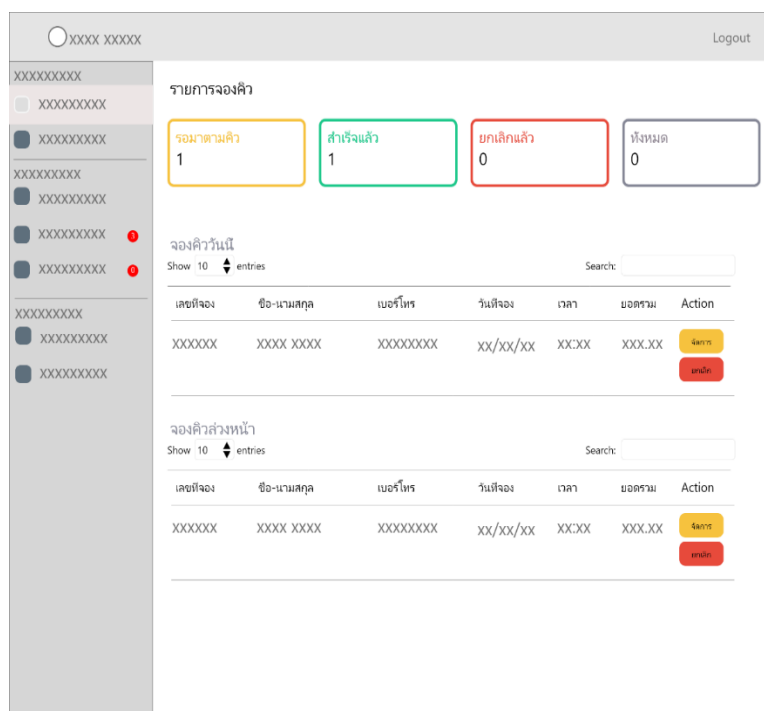 XXXX XXXXX
Logout
XXXXXXXXX
XXXXXXXXX
XXXXXXXXX
XXXXXXXXX
XXXXXXXXX
XXXXXXXXX 1
XXXXXXXXX 0
XXXXXXXXX
XXXXXXXXX
XXXXXXXXX
รายการจองคิว
รอมาตามคิว
1
สำเร็จแล้ว
1
ยกเลิกแล้ว
0
ทั้งหมด
0
จองคิววันนี้
Show 10 entries Search:
เลขที่จอง ชื่อ-นามสกุล เบอร์โทร วันที่จอง เวลา ยอดรวม Action
XXXXXX XXXX XXXX XXXXXXXX xx/xx/xx XX:XX XXX.XX จัดการ
ยกเลิก
จองคิวล่วงหน้า
Show 10 entries Search:
เลขที่จอง ชื่อ-นามสกุล เบอร์โทร วันที่จอง เวลา ยอดรวม Action
XXXXXX XXXX XXXX XXXXXXXX xx/xx/xx XX:XX XXX.XX จัดการ
ยกเลิก